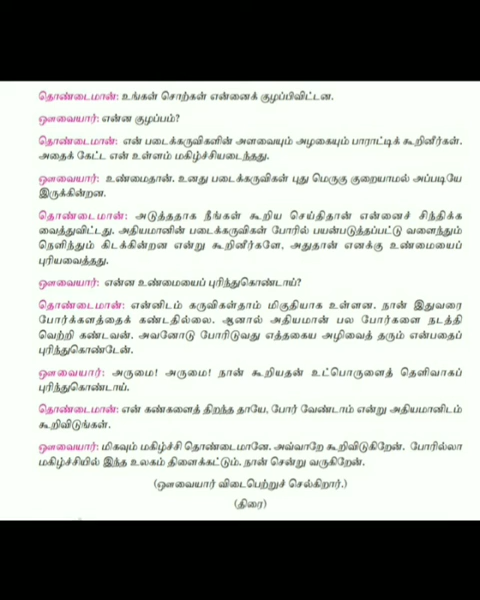 தொண்டைமான்: உங்கள் சொற்கள் என்னைக் குழப்பிவிட்டன.
ஔவையார்: என்ன குழப்பம்?
தொண்டைமான்: என் படைக்கருவிகளின் அளவையும் அழகையும் பாராட்டிக் கூறினீர்கள்.
அதைக் கேட்ட என் உள்ளம் மகிழ்ச்சியடைந்தது.
ஔவையார்: உண்மைதான். உனது படைக்கருவிகள் புது மெருகு குறையாமல் அப்படியே
இருக்கின்றன.
தொண்டைமான்: அடுத்ததாக நீங்கள் கூறிய செய்திதான் என்னைச் சிந்திக்க
வைத்துவிட்டது. அதியமானின் படைக்கருவிகள் போரில் பயன்படுத்தப்பட்டு வளைந்தும்
நெளிந்தும் கிடக்கின்றன என்று கூறினீர்களே, அதுதான் எனக்கு உண்மையைப்
புரியவைத்தது.
ஔவையார்: என்ன உண்மையைப் புரிந்துகொண்டாய்?
தொண்டைமான்: என்னிடம் கருவிகள்தாம் மிகுதியாக உள்ளன. நான் இதுவரை
போர்க்களத்தைக் கண்டதில்லை. ஆனால் அதியமான் பல போர்களை நடத்தி
வெற்றி கண்டவன். அவனோடு போரிடுவது எத்தகைய அழிவைத் தரும் என்பதைப்
புரிந்துகொண்டேன்.
ஔவையார்: அருமை! அருமை! நான் கூறியதன் உட்பொருளைத் தெளிவாகப்
புரிந்துகொண்டாய்.
தொண்டைமான்: என் கண்களைத் திறந்த தாயே, போர் வேண்டாம் என்று அதியமானிடம்
கூறிவிடுங்கள்.
ஔவையார்: மிகவும் மகிழ்ச்சி தொண்டைமானே. அவ்வாறே கூறிவிடுகிறேன். போரில்லா
மகிழ்ச்சியில் இந்த உலகம் திளைக்கட்டும். நான் சென்று வருகிறேன்.
(ஔவையார் விடைபெற்றுச் செல்கிறார்.)
(திரை)